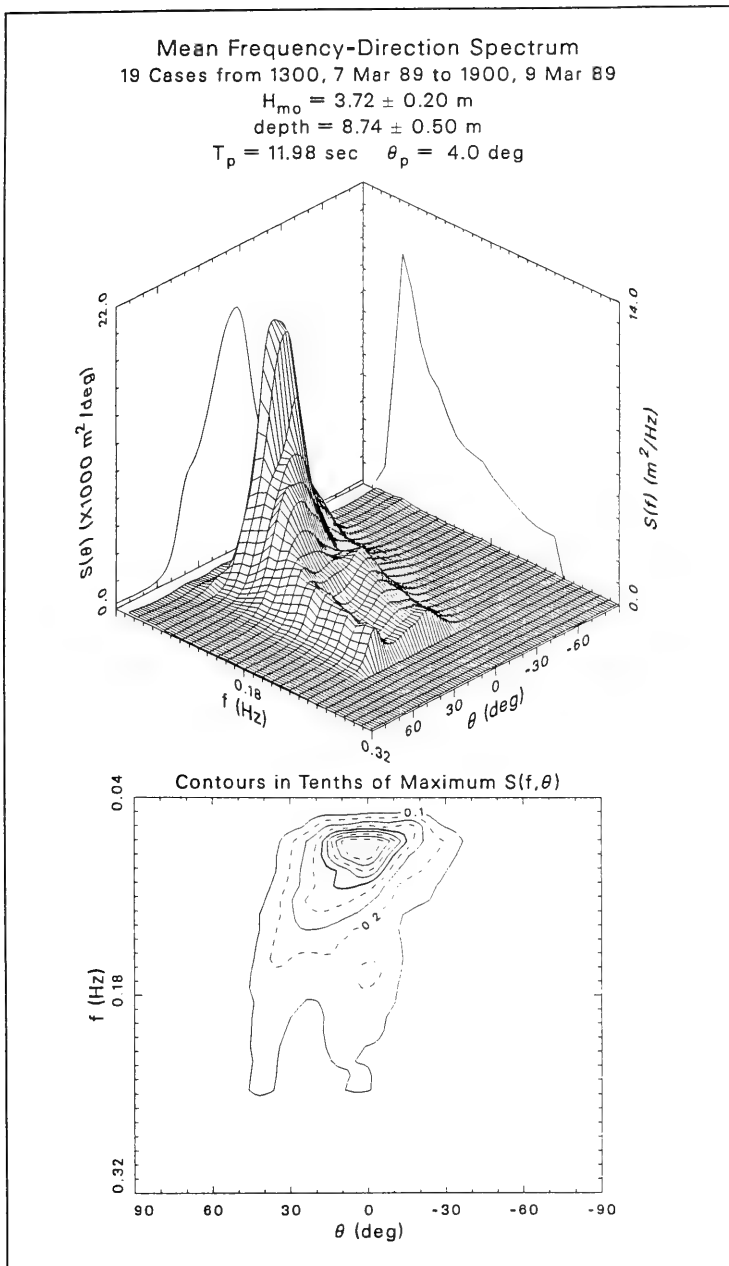 Mean Frequency-Direction Spectrum
19 Cases from 1300, 7 Mar 89 to 1900, 9 Mar 89
H_mo = 3.72 ± 0.20 m
depth = 8.74 ± 0.50 m
T_p = 11.98 sec θ_p = 4.0 deg
22.0
S(θ) (X1000 m²/deg)
0.0
14.0
S(f) (m²/Hz)
0.0
0.18
f (Hz)
0.32
60
30
0
-30
-60
θ (deg)
Contours in Tenths of Maximum S(f,θ)
0.04
0.18
0.32
f (Hz)
0.1
0.2
90 60 30 0 -30 -60 -90
θ (deg)